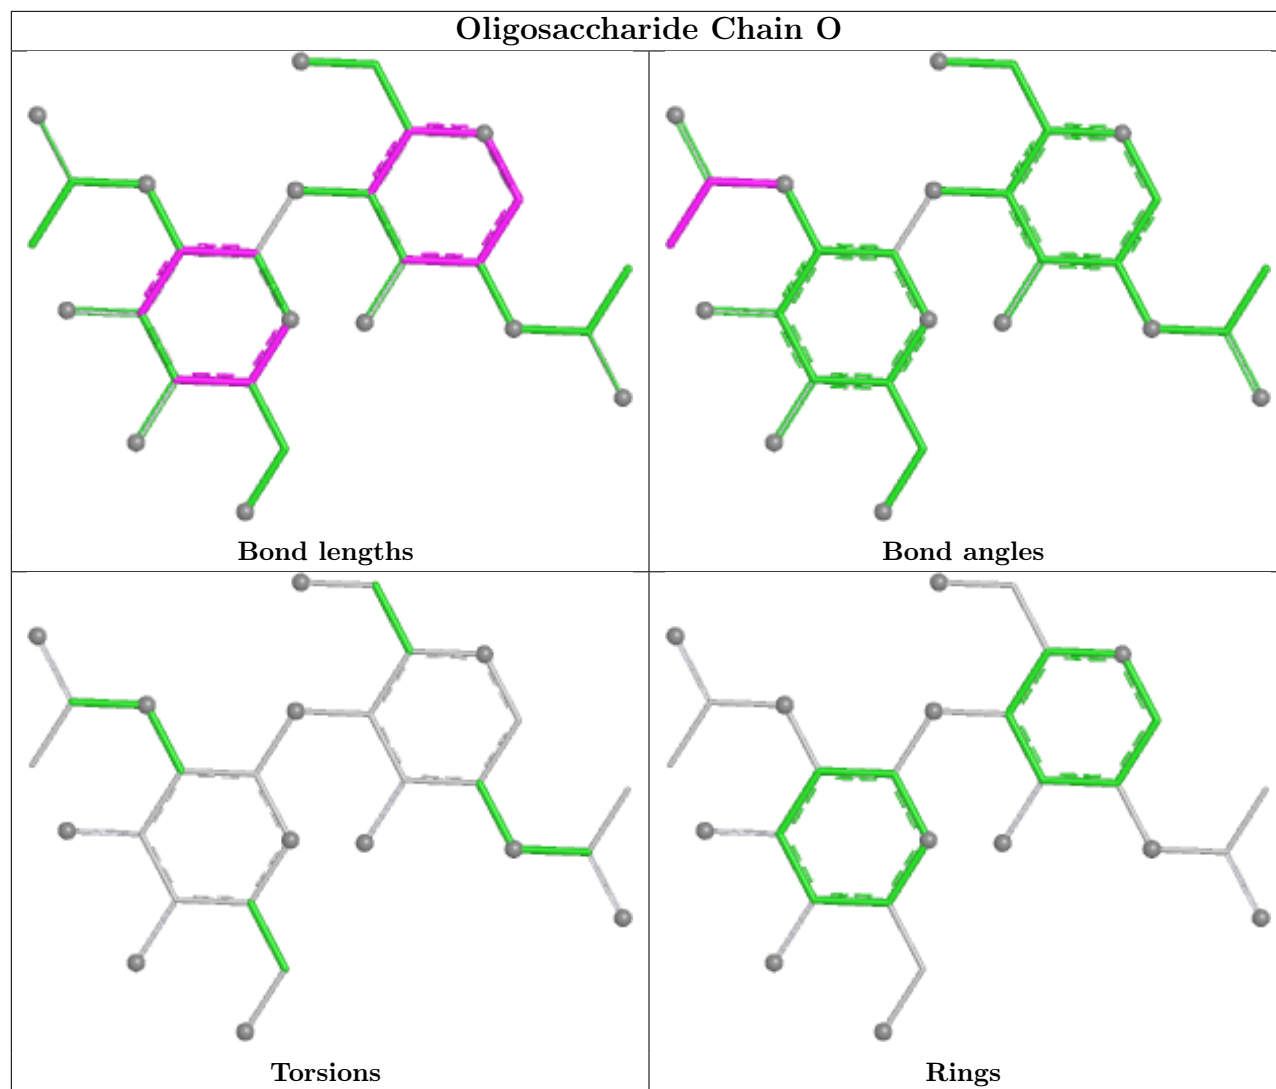 Oligosaccharide Chain O
Bond lengths
Bond angles
Torsions
Rings